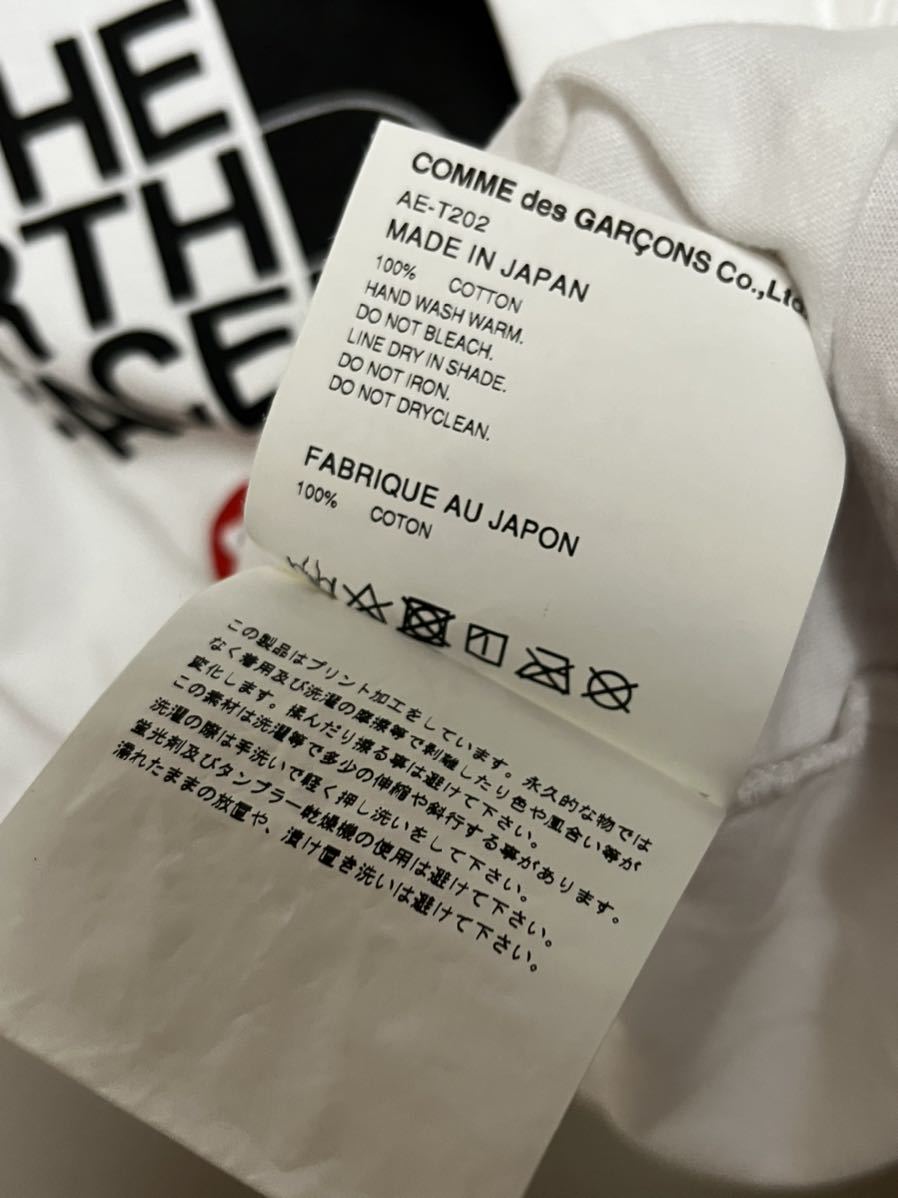 THE
RTH
FACE
COMME des GARÇONS Co.,Ltd.
AE-T202
MADE IN JAPAN
100% COTTON
HAND WASH WARM.
DO NOT BLEACH.
LINE DRY IN SHADE.
DO NOT IRON.
DO NOT DRYCLEAN.
FABRIQUE AU JAPON
100% COTON
この製品はプリント加工をしています。永久的な物では
なく着用及び洗濯の摩擦等で剥離したり色や風合い等が
変化します。揉んだり擦る事は避けて下さい。
この素材は洗濯等で多少の伸縮や斜行する事があります。
洗濯の際は手洗いで軽く押し洗いをして下さい。
蛍光剤及びタンブラー乾燥機の使用は避けて下さい。
濡れたままの放置や、漬け置き洗いは避けて下さい。